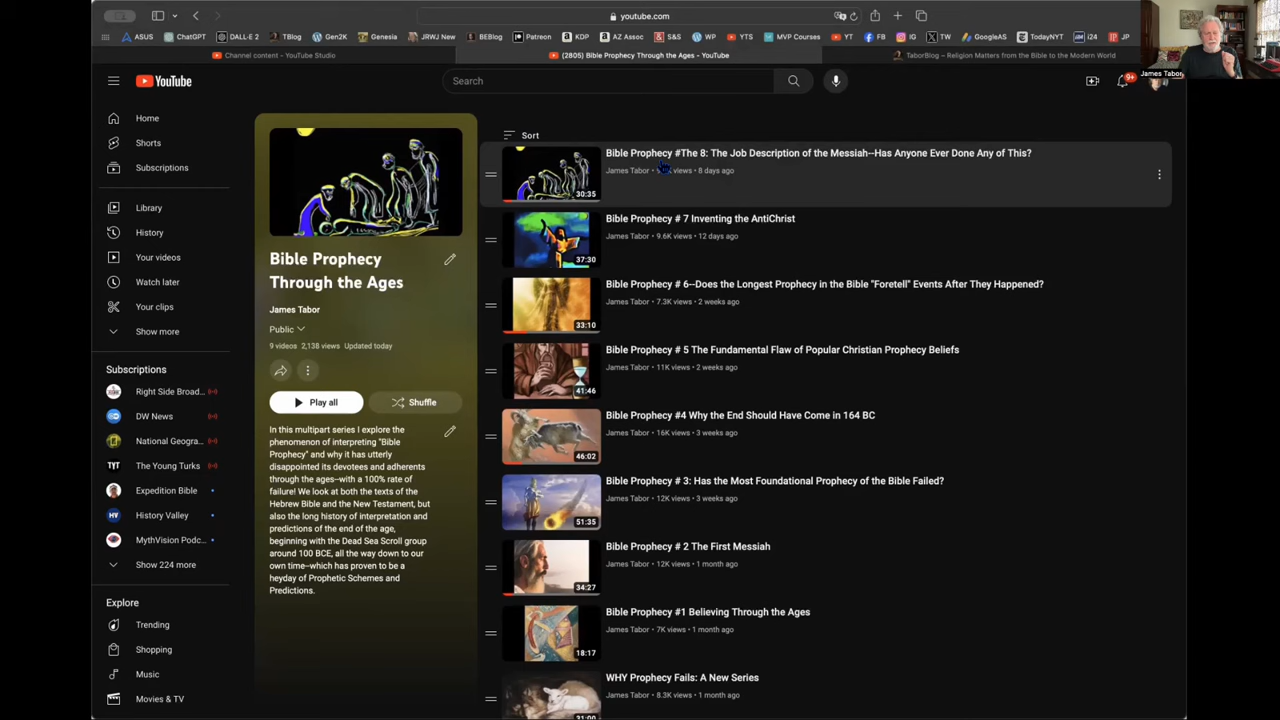 youtube.com
ASUS ChatGPT DALL-E 2 TBlog Gen2K Genesia JRWJ New BEBlog Patreon KDP AZ Assoc S&S WP YTS MVP Courses YT FB IG TW GoogleAS TodayNYT i24 JP
Channel content – YouTube Studio
(2805) Bible Prophecy Through the Ages - YouTube
TaborBlog – Religion Matters from the Bible to the Modern World
James Tabor
YouTube
Search
9+
Home
Shorts
Subscriptions
Library
History
Your videos
Watch later
Your clips
Show more
Subscriptions
Right Side Broad...
DW News
National Geogra...
The Young Turks
Expedition Bible
History Valley
MythVision Podc...
Show 224 more
Explore
Trending
Shopping
Music
Movies & TV
Bible Prophecy
Through the Ages
James Tabor
Public
9 videos 2,138 views Updated today
Play all
Shuffle
In this multipart series I explore the
phenomenon of interpreting "Bible
Prophecy" and why it has utterly
disappointed its devotees and adherents
through the ages--with a 100% rate of
failure! We look at both the texts of the
Hebrew Bible and the New Testament, but
also the long history of interpretation and
predictions of the end of the age,
beginning with the Dead Sea Scroll group
around 100 BCE, all the way down to our
own time--which has proven to be a
heyday of Prophetic Schemes and
Predictions.
Sort
Bible Prophecy #The 8: The Job Description of the Messiah--Has Anyone Ever Done Any of This?
James Tabor • views • 8 days ago
30:35
Bible Prophecy # 7 Inventing the AntiChrist
James Tabor • 9.6K views • 12 days ago
37:30
Bible Prophecy # 6--Does the Longest Prophecy in the Bible "Foretell" Events After They Happened?
James Tabor • 7.3K views • 2 weeks ago
33:10
Bible Prophecy # 5 The Fundamental Flaw of Popular Christian Prophecy Beliefs
James Tabor • 11K views • 2 weeks ago
41:46
Bible Prophecy #4 Why the End Should Have Come in 164 BC
James Tabor • 16K views • 3 weeks ago
46:02
Bible Prophecy # 3: Has the Most Foundational Prophecy of the Bible Failed?
James Tabor • 12K views • 3 weeks ago
51:35
Bible Prophecy # 2 The First Messiah
James Tabor • 12K views • 1 month ago
34:27
Bible Prophecy #1 Believing Through the Ages
James Tabor • 7K views • 1 month ago
18:17
WHY Prophecy Fails: A New Series
James Tabor • 8.3K views • 1 month ago
31:00